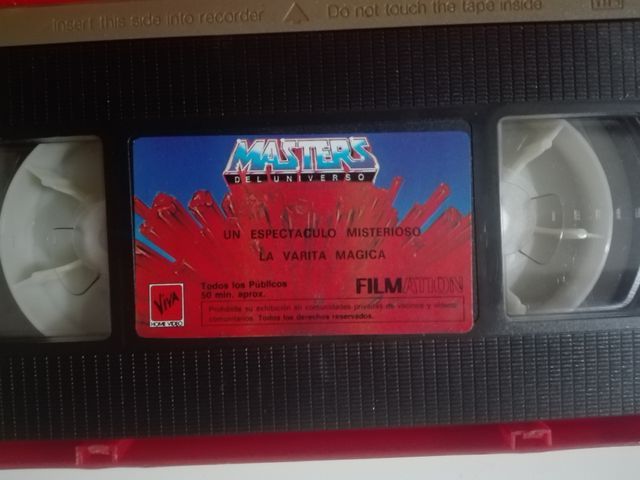 Insert this side into recorder
Do not touch the tape inside
MASTERS
DEL UNIVERSO
UN ESPECTACULO MISTERIOSO
LA VARITA MAGICA
Todos los Públicos
50 min. aprox.
FILMATION
VIVA
HOME VIDEO
Prohibida su exhibición en comunidades privadas de vecinos y videos
comunitarios. Todos los derechos reservados.